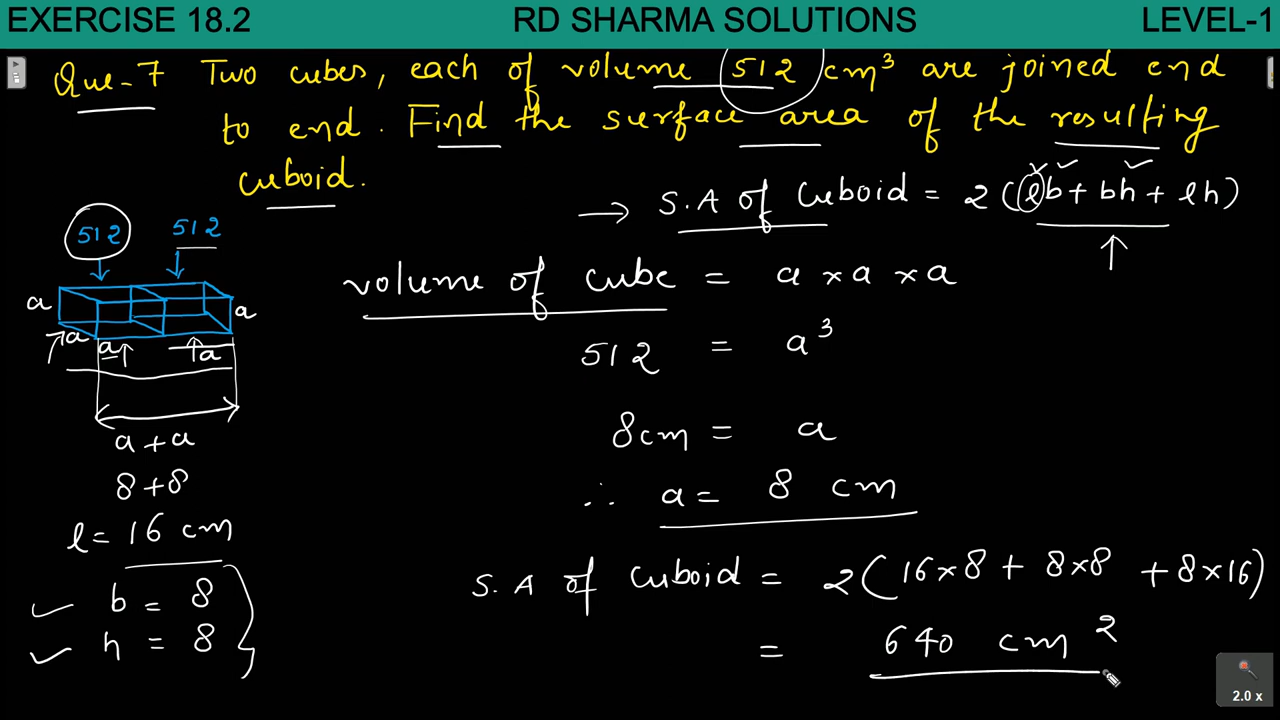 EXERCISE 18.2 RD SHARMA SOLUTIONS LEVEL-1
Que-7 Two cubes, each of volume 512 cm³ are joined end
to end. Find the surface area of the resulting
cuboid.
→ S.A of Cuboid = 2(lb + bh + lh)
512 512
a a
a a a
a + a
8 + 8
l = 16 cm
b = 8
h = 8
volume of cube = a × a × a
512 = a³
8cm = a
∴ a = 8 cm
S.A of Cuboid = 2(16×8 + 8×8 + 8×16)
= 640 cm²
2.0 x